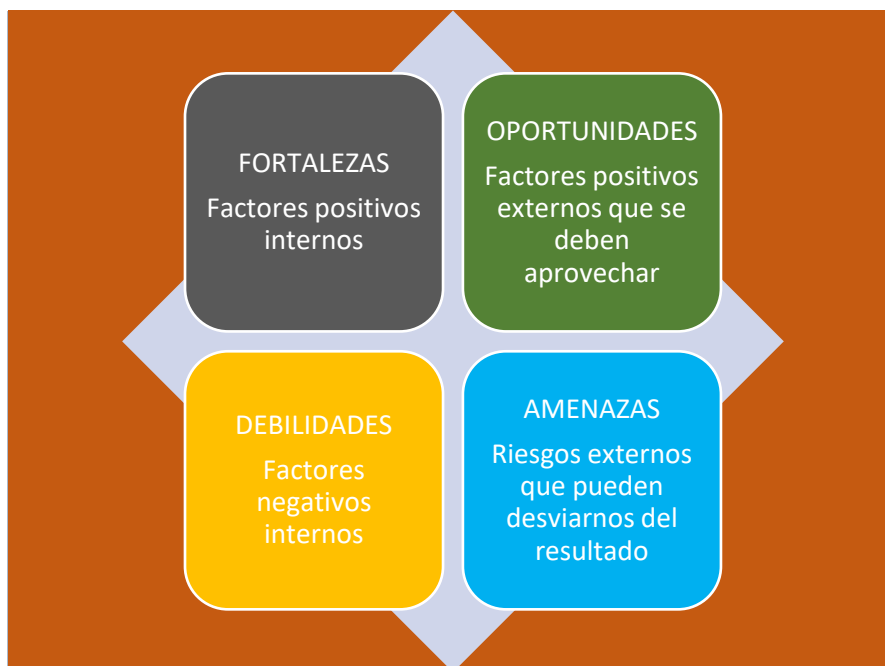 FORTALEZAS
Factores positivos
internos
OPORTUNIDADES
Factores positivos
externos que se
deben
aprovechar
DEBILIDADES
Factores
negativos
internos
AMENAZAS
Riesgos externos
que pueden
desviarnos del
resultado